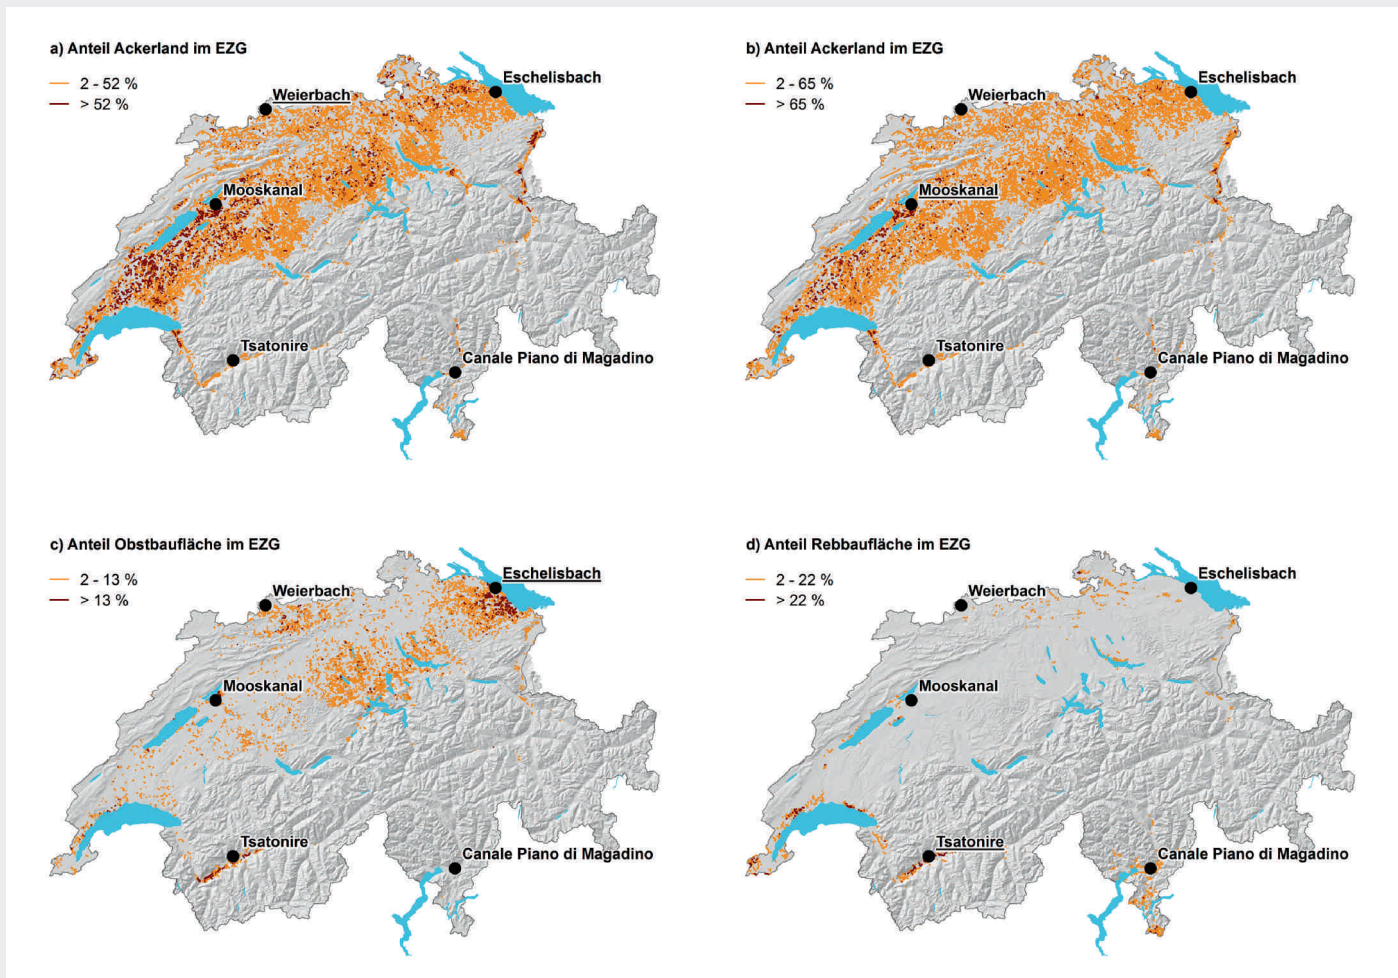 a) Anteil Ackerland im EZG
2 - 52 %
> 52 %
Weierbach
Eschelisbach
Mooskanal
Tsatonire
Canale Piano di Magadino
b) Anteil Ackerland im EZG
2 - 65 %
> 65 %
Weierbach
Eschelisbach
Mooskanal
Tsatonire
Canale Piano di Magadino
c) Anteil Obstbaufläche im EZG
2 - 13 %
> 13 %
Weierbach
Eschelisbach
Mooskanal
Tsatonire
Canale Piano di Magadino
d) Anteil Rebbaufläche im EZG
2 - 22 %
> 22 %
Weierbach
Eschelisbach
Mooskanal
Tsatonire
Canale Piano di Magadino